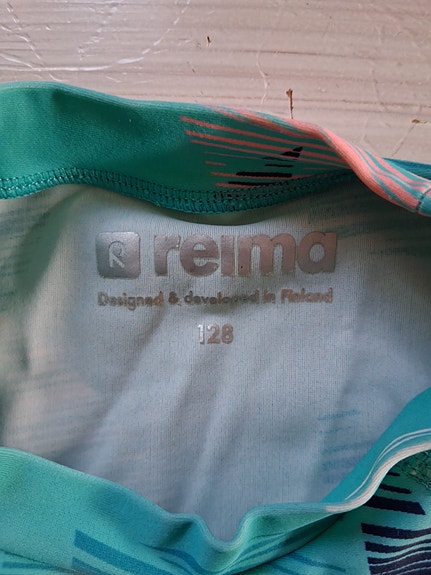 reima
Designed & developed in Finland
128